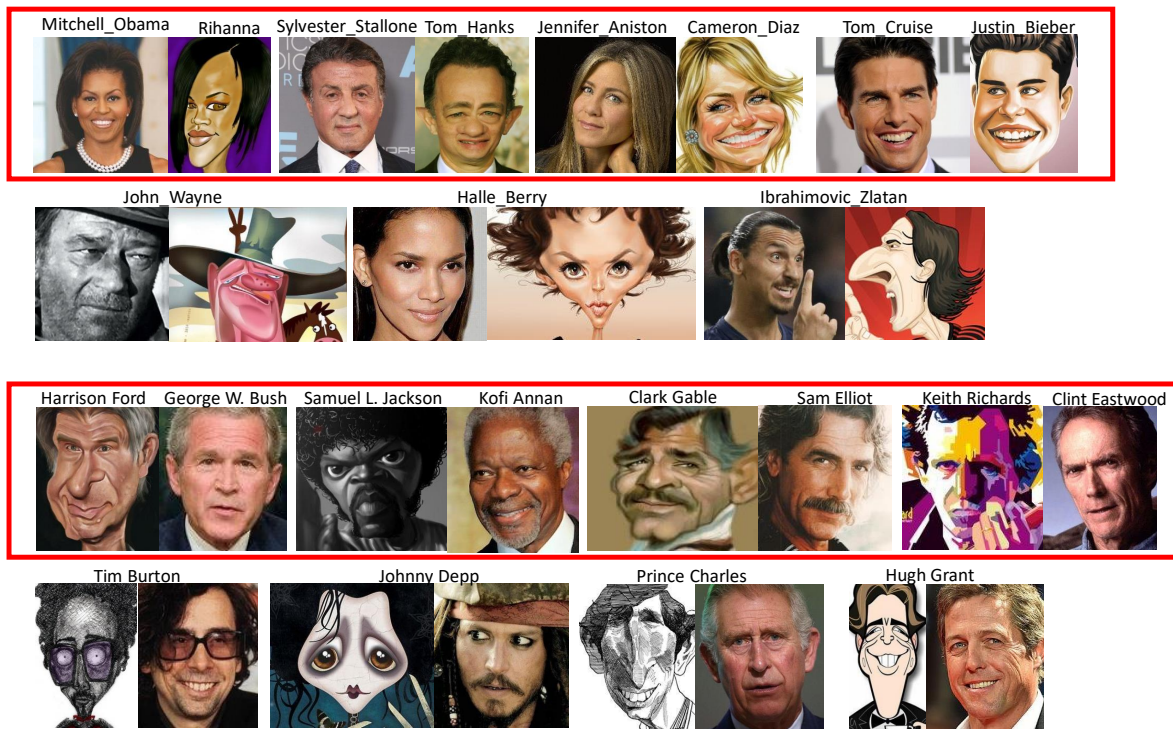 Mitchell_Obama Rihanna Sylvester_Stallone Tom_Hanks Jennifer_Aniston Cameron_Diaz Tom_Cruise Justin_Bieber
John_Wayne Halle_Berry Ibrahimovic_Zlatan
Harrison Ford George W. Bush Samuel L. Jackson Kofi Annan Clark Gable Sam Elliot Keith Richards Clint Eastwood
Tim Burton Johnny Depp Prince Charles Hugh Grant